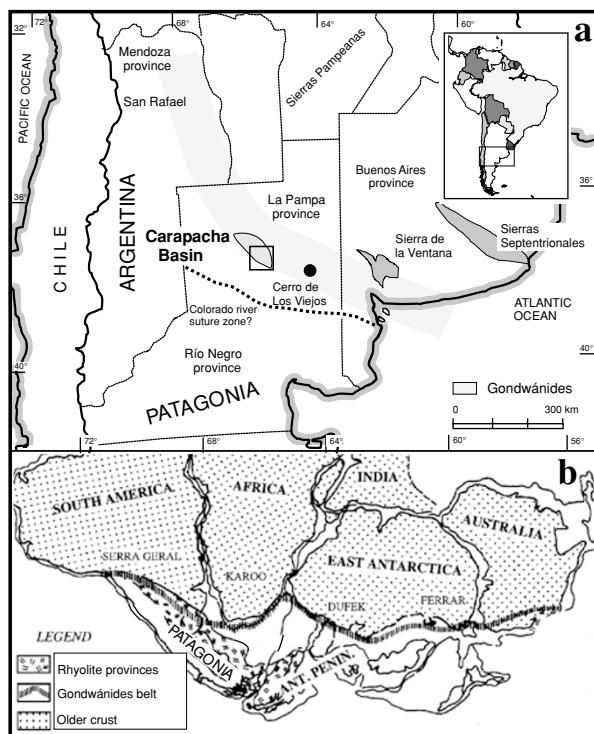 72°
68°
64°
60°
32°
a
PACIFIC OCEAN
Mendoza
province
San Rafael
Sierras Pampeanas
Buenos Aires
province
36°
36°
La Pampa
province
CHILE
ARGENTINA
Carapacha
Basin
Sierra de
la Ventana
Sierras
Septentrionales
Cerro de
Los Viejos
Colorado river
suture zone?
ATLANTIC
OCEAN
Río Negro
province
40°
40°
PATAGONIA
Gondwánides
0
300 km
72°
68°
64°
60°
56°
b
SOUTH AMERICA
AFRICA
INDIA
AUSTRALIA
SERRA GERAL
KAROO
EAST ANTARCTICA
DUFEK
FERRAR
PATAGONIA
ANT. PENIN.
LEGEND
Rhyolite provinces
Gondwánides belt
Older crust